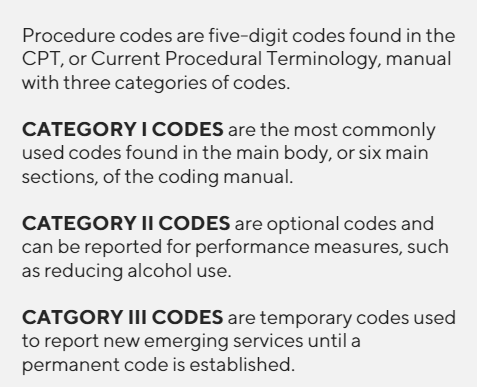 Procedure codes are five-digit codes found in the
CPT, or Current Procedural Terminology, manual
with three categories of codes.
CATEGORY I CODES are the most commonly
used codes found in the main body, or six main
sections, of the coding manual.
CATEGORY II CODES are optional codes and
can be reported for performance measures, such
as reducing alcohol use.
CATGORY III CODES are temporary codes used
to report new emerging services until a
permanent code is established.